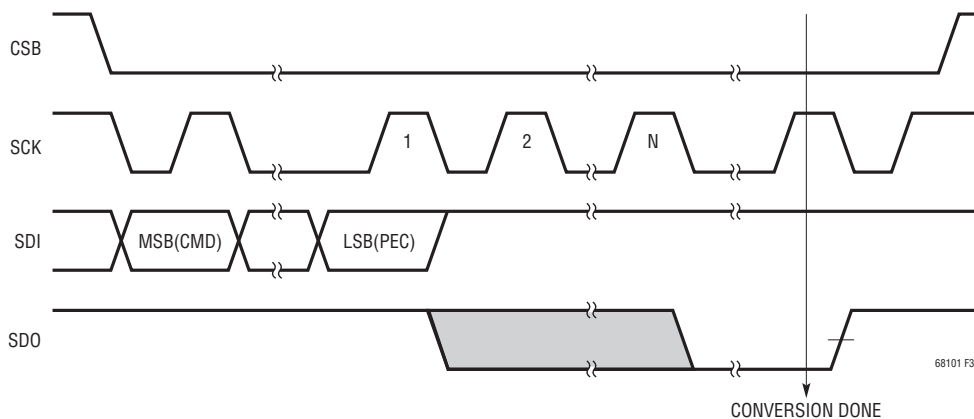 CSB
SCK
1
2
N
SDI
MSB(CMD)
LSB(PEC)
SDO
68101 F3
CONVERSION DONE